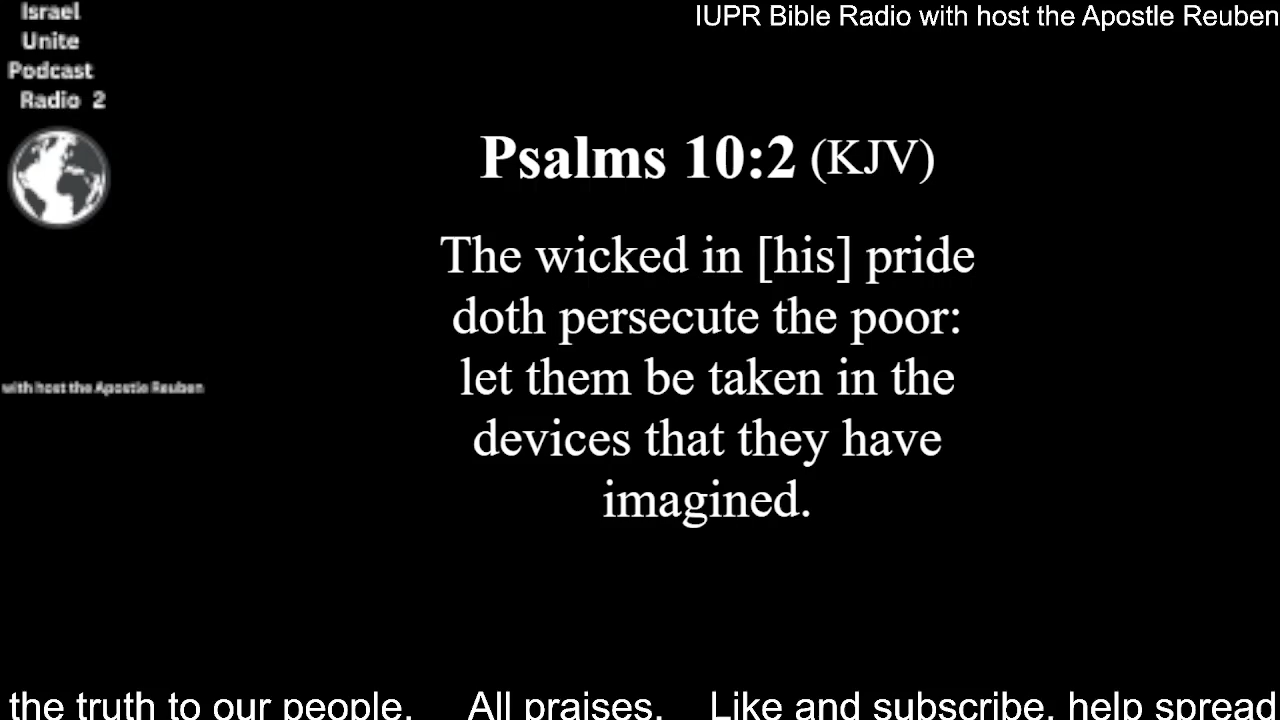 Israel
Unite
Podcast
Radio 2
IUPR Bible Radio with host the Apostle Reuben
Psalms 10:2 (KJV)
The wicked in [his] pride
doth persecute the poor:
let them be taken in the
devices that they have
imagined.
with host the Apostle Reuben
the truth to our people. All praises. Like and subscribe, help spread